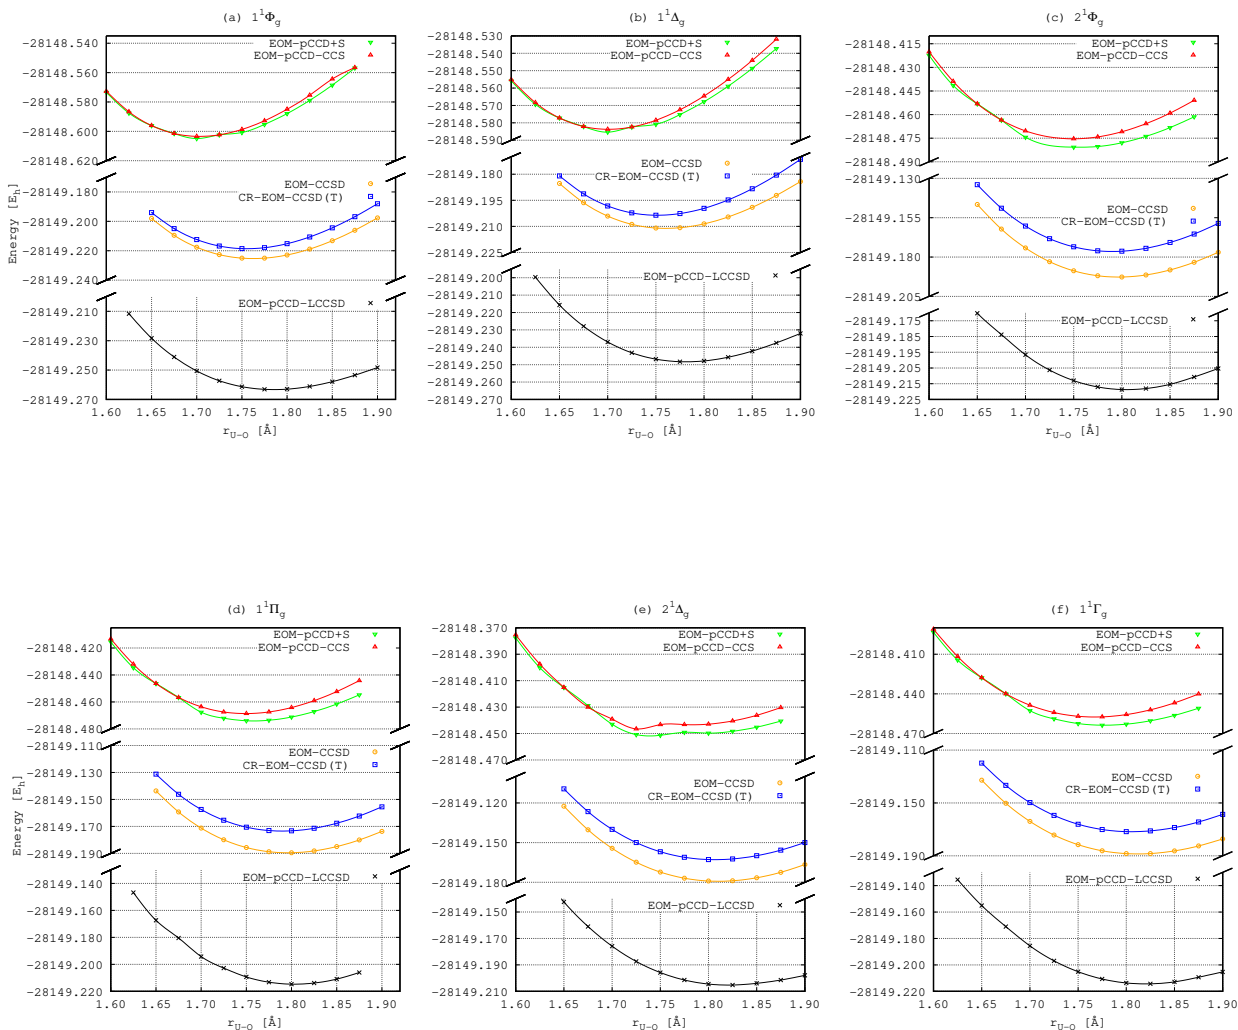 (a) 1¹Φg
-28148.535
-28148.560
-28148.580
-28148.600
-28148.620
EOM-pCCD+S
EOM-pCCD-CCS
-28149.180
-28149.200
-28149.220
-28149.240
EOM-CCSD
CR-EOM-CCSD(T)
-28149.210
-28149.230
-28149.250
-28149.270
EOM-pCCD-LCCSD
1.60 1.65 1.70 1.75 1.80 1.85 1.90
rU-O [Å]
Energy [Eh]
(b) 1¹Δg
-28148.530
-28148.550
-28148.570
-28148.590
EOM-pCCD+S
EOM-pCCD-CCS
-28149.180
-28149.195
-28149.210
-28149.225
EOM-CCSD
CR-EOM-CCSD(T)
-28149.200
-28149.210
-28149.220
-28149.230
-28149.240
-28149.250
-28149.260
-28149.270
EOM-pCCD-LCCSD
1.60 1.65 1.70 1.75 1.80 1.85 1.90
rU-O [Å]
(c) 2¹Φg
-28148.415
-28148.430
-28148.445
-28148.460
-28148.475
-28148.490
EOM-pCCD+S
EOM-pCCD-CCS
-28149.130
-28149.155
-28149.180
-28149.205
EOM-CCSD
CR-EOM-CCSD(T)
-28149.175
-28149.185
-28149.195
-28149.205
-28149.215
-28149.225
EOM-pCCD-LCCSD
1.60 1.65 1.70 1.75 1.80 1.85 1.90
rU-O [Å]
(d) 1¹Πg
-28148.420
-28148.440
-28148.460
-28148.480
EOM-pCCD+S
EOM-pCCD-CCS
-28149.110
-28149.130
-28149.150
-28149.170
-28149.190
EOM-CCSD
CR-EOM-CCSD(T)
-28149.140
-28149.160
-28149.180
-28149.200
-28149.220
EOM-pCCD-LCCSD
1.60 1.65 1.70 1.75 1.80 1.85 1.90
rU-O [Å]
Energy [Eh]
(e) 2¹Δg
-28148.370
-28148.390
-28148.410
-28148.430
-28148.450
-28148.470
EOM-pCCD+S
EOM-pCCD-CCS
-28149.120
-28149.150
-28149.180
EOM-CCSD
CR-EOM-CCSD(T)
-28149.150
-28149.170
-28149.190
-28149.210
EOM-pCCD-LCCSD
1.60 1.65 1.70 1.75 1.80 1.85 1.90
rU-O [Å]
(f) 1¹Γg
-28148.410
-28148.440
-28148.470
EOM-pCCD+S
EOM-pCCD-CCS
-28149.110
-28149.150
-28149.190
EOM-CCSD
CR-EOM-CCSD(T)
-28149.140
-28149.160
-28149.180
-28149.200
-28149.220
EOM-pCCD-LCCSD
1.60 1.65 1.70 1.75 1.80 1.85 1.90
rU-O [Å]